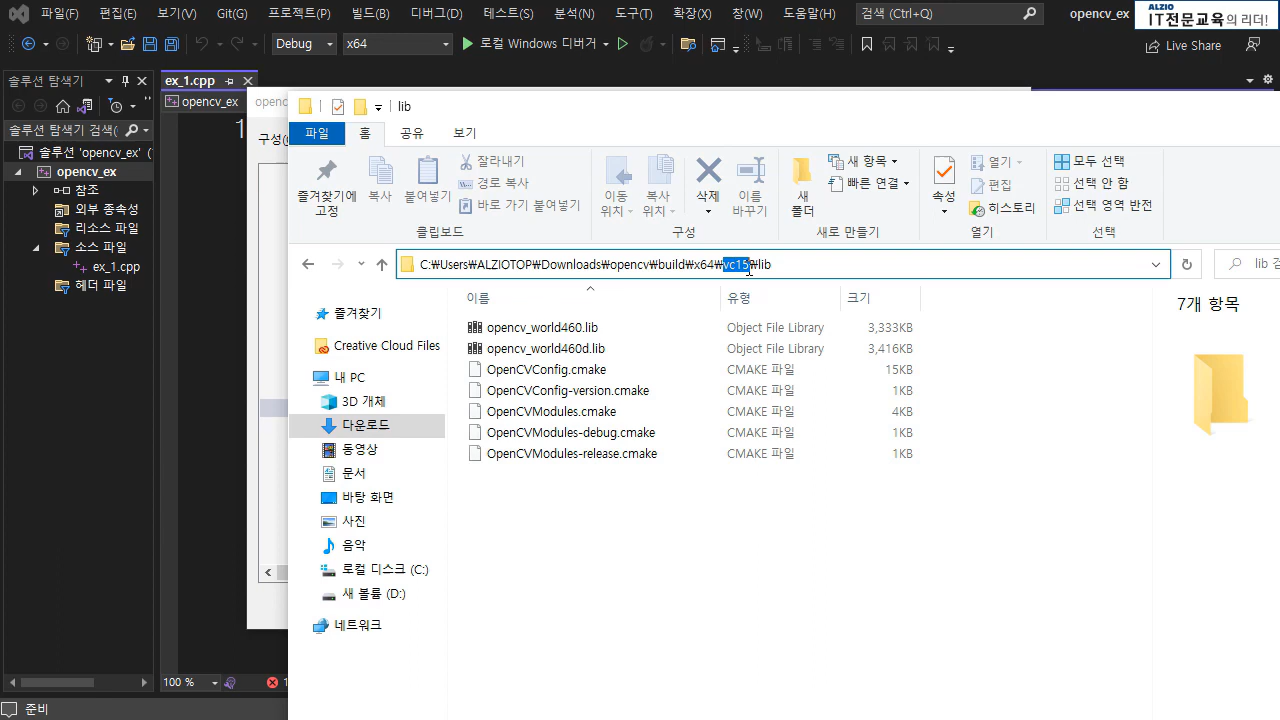 파일(F) 편집(E) 보기(V) Git(G) 프로젝트(P) 빌드(B) 디버그(D) 테스트(S) 분석(N) 도구(T) 확장(X) 창(W) 도움말(H) 검색 (Ctrl+Q) opencv_ex
ALZIO
IT전문교육의 리더!
Debug x64 로컬 Windows 디버거 Live Share
솔루션 탐색기
ex_1.cpp
opencv_ex
솔루션 탐색기 검색(
솔루션 'opencv_ex' (
opencv_ex
참조
외부 종속성
리소스 파일
소스 파일
ex_1.cpp
헤더 파일
1
구성(
lib
파일 홈 공유 보기
즐겨찾기에 고정
복사
붙여넣기
잘라내기
경로 복사
바로 가기 붙여넣기
클립보드
이동 위치
복사 위치
삭제
이름 바꾸기
구성
새 폴더
새 항목
빠른 연결
새로 만들기
속성
열기
편집
히스토리
열기
모두 선택
선택 안 함
선택 영역 반전
선택
C:₩Users₩ALZIOTOP₩Downloads₩opencv₩build₩x64₩vc15₩lib
lib 검
이름 유형 크기
opencv_world460.lib Object File Library 3,333KB
opencv_world460d.lib Object File Library 3,416KB
OpenCVConfig.cmake CMAKE 파일 15KB
OpenCVConfig-version.cmake CMAKE 파일 1KB
OpenCVModules.cmake CMAKE 파일 4KB
OpenCVModules-debug.cmake CMAKE 파일 1KB
OpenCVModules-release.cmake CMAKE 파일 1KB
7개 항목
즐겨찾기
Creative Cloud Files
내 PC
3D 개체
다운로드
동영상
문서
바탕 화면
사진
음악
로컬 디스크 (C:)
새 볼륨 (D:)
네트워크
100 %
준비